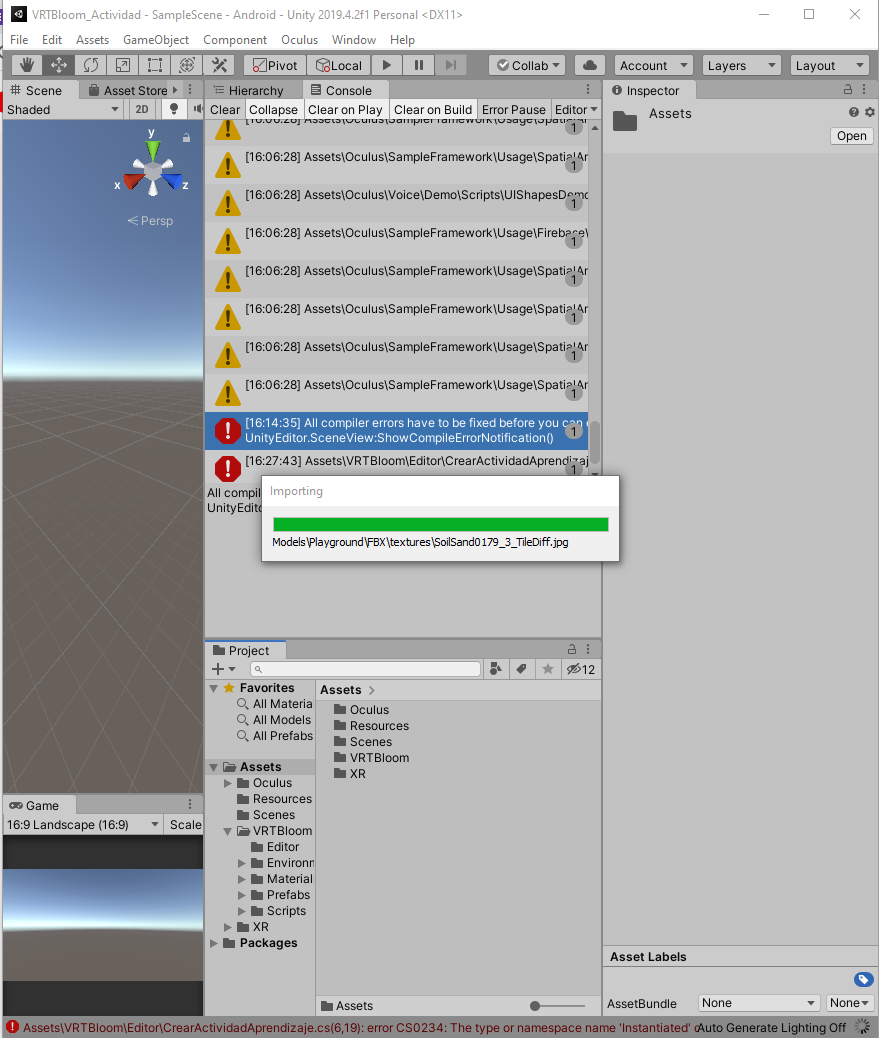 VRTBloom_Actividad - SampleScene - Android - Unity 2019.4.2f1 Personal <DX11>
File Edit Assets GameObject Component Oculus Window Help
Pivot Local Collab Account Layers Layout
Scene Asset Store
Shaded 2D
y
x z
Persp
Hierarchy Console
Clear Collapse Clear on Play Clear on Build Error Pause Editor
[16:06:28] Assets\Oculus\SampleFramework\Usage\SpatialAn 1
[16:06:28] Assets\Oculus\SampleFramework\Usage\SpatialAn 1
[16:06:28] Assets\Oculus\Voice\Demo\Scripts\UIShapesDemo 1
[16:06:28] Assets\Oculus\SampleFramework\Usage\Firebase\ 1
[16:06:28] Assets\Oculus\SampleFramework\Usage\SpatialAn 1
[16:06:28] Assets\Oculus\SampleFramework\Usage\SpatialAn 1
[16:06:28] Assets\Oculus\SampleFramework\Usage\SpatialAn 1
[16:06:28] Assets\Oculus\SampleFramework\Usage\SpatialAn 1
[16:14:35] All compiler errors have to be fixed before you can
UnityEditor.SceneView:ShowCompileErrorNotification() 1
[16:27:43] Assets\VRTBloom\Editor\CrearActividadAprendizaje 1
All compil
UnityEdito
Importing
Models\Playground\FBX\textures\SoilSand0179_3_TileDiff.jpg
Inspector
Assets
Open
Project
12
Favorites
All Materia
All Models
All Prefabs
Assets
Oculus
Resources
Scenes
VRTBloom
Editor
Environm
Material
Prefabs
Scripts
XR
Packages
Assets
Oculus
Resources
Scenes
VRTBloom
XR
Assets
Game
16:9 Landscape (16:9) Scale
Asset Labels
AssetBundle None None
Assets\VRTBloom\Editor\CrearActividadAprendizaje.cs(6,19): error CS0234: The type or namespace name 'Instantiated' Auto Generate Lighting Off